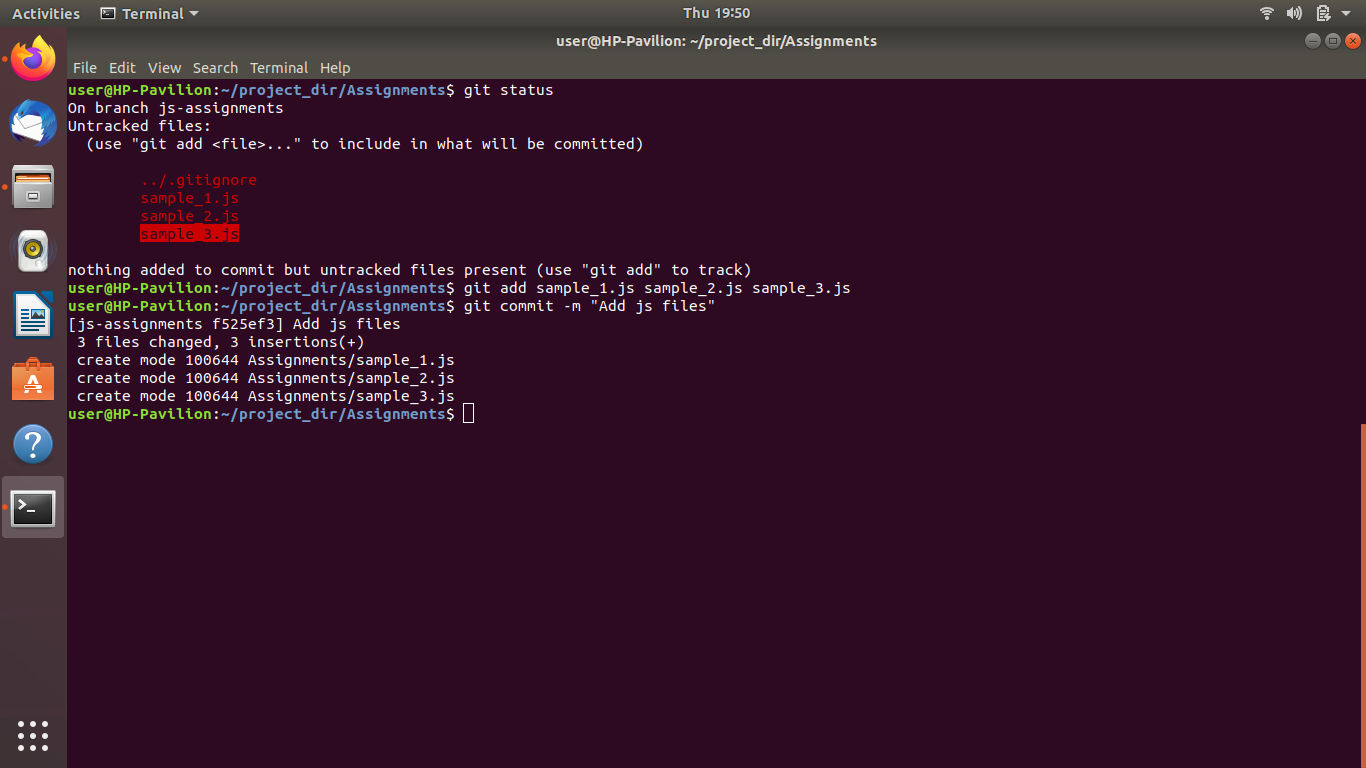 Activities Terminal Thu 19:50
user@HP-Pavilion: ~/project_dir/Assignments
File Edit View Search Terminal Help
user@HP-Pavilion:~/project_dir/Assignments$ git status
On branch js-assignments
Untracked files:
  (use "git add <file>..." to include in what will be committed)
../.gitignore
sample_1.js
sample_2.js
sample_3.js
nothing added to commit but untracked files present (use "git add" to track)
user@HP-Pavilion:~/project_dir/Assignments$ git add sample_1.js sample_2.js sample_3.js
user@HP-Pavilion:~/project_dir/Assignments$ git commit -m "Add js files"
[js-assignments f525ef3] Add js files
 3 files changed, 3 insertions(+)
 create mode 100644 Assignments/sample_1.js
 create mode 100644 Assignments/sample_2.js
 create mode 100644 Assignments/sample_3.js
user@HP-Pavilion:~/project_dir/Assignments$